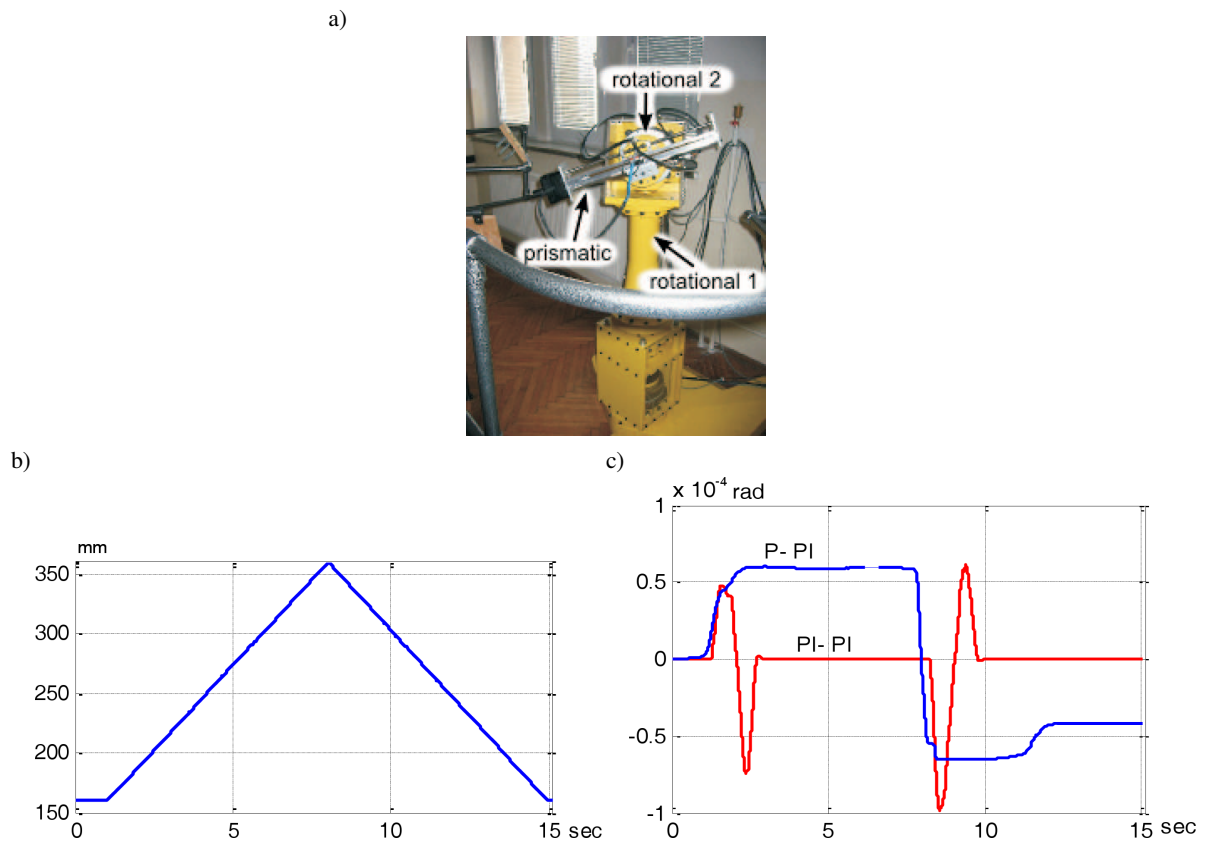 a)
rotational 2
prismatic
rotational 1
b)
c)
mm
350
300
250
200
150
0
5
10
15 sec
x 10-4 rad
1
P- PI
0.5
PI- PI
0
-0.5
-1
0
5
10
15 sec